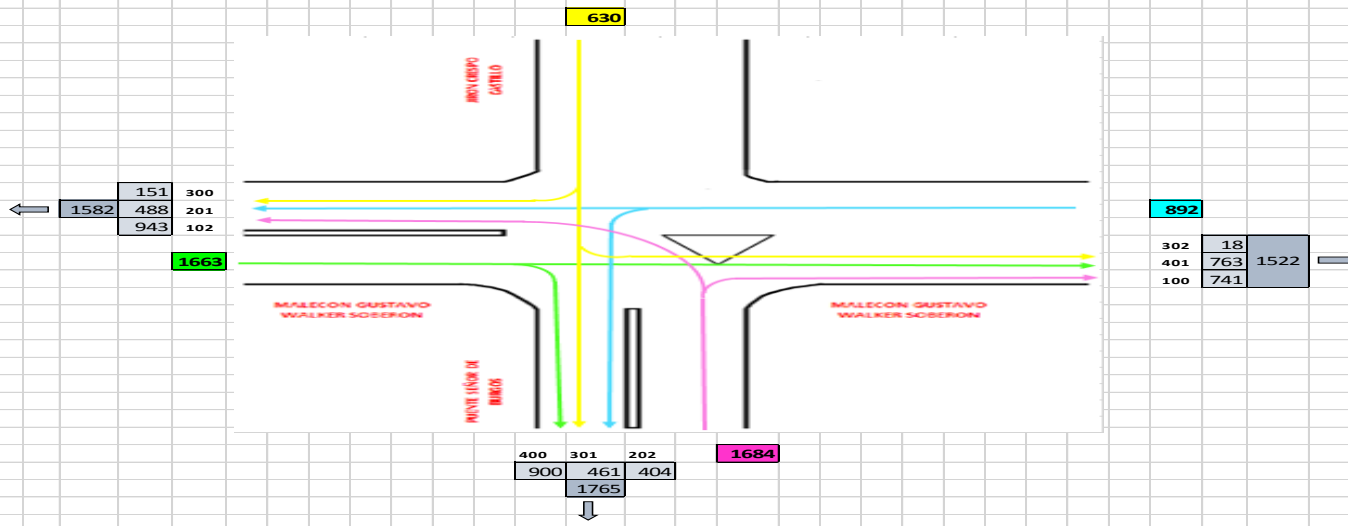 630
JIRON CRISPO
CASTILLO
151 300
1582 488 201
943 102
892
1663
302 18
401 763 1522
100 741
MALECON GUSTAVO
WALKER SOBERON
MALECON GUSTAVO
WALKER SOBERON
PUENTE SEÑOR DE
BURGOS
400 301 202
1684
900 461 404
1765